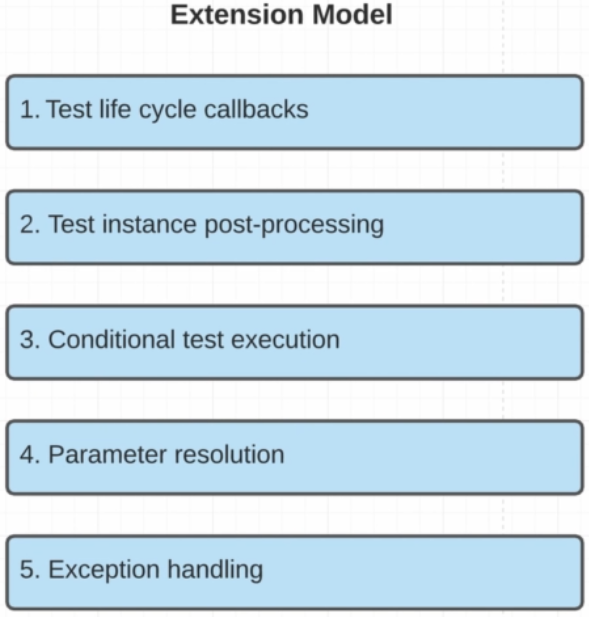 Extension Model
1. Test life cycle callbacks
2. Test instance post-processing
3. Conditional test execution
4. Parameter resolution
5. Exception handling